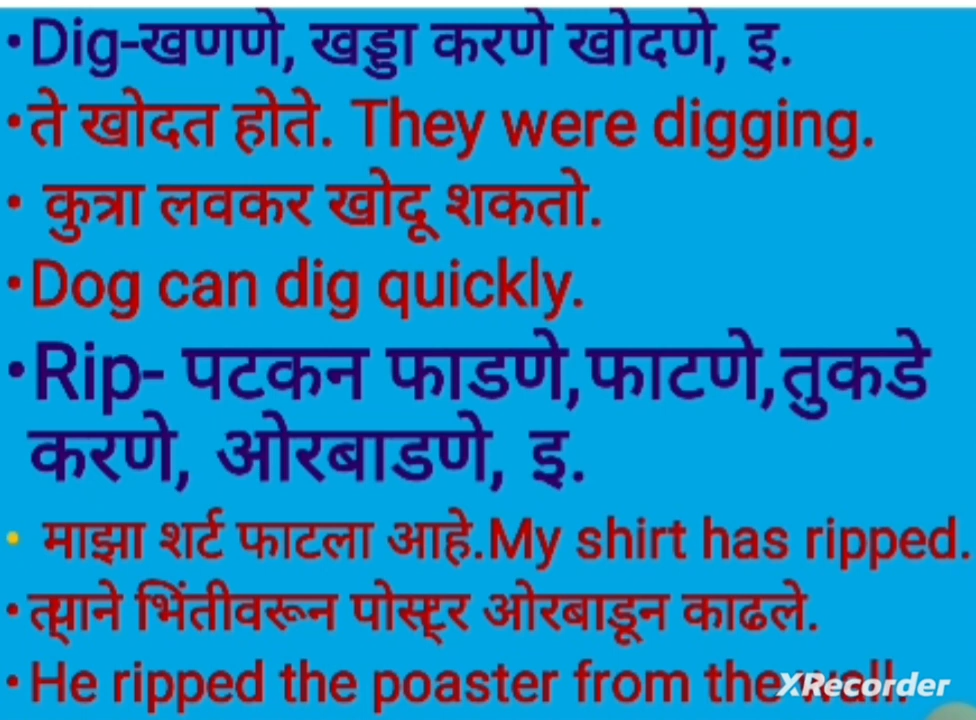 •Dig-खणणे, खड्डा करणे खोदणे, इ.
•ते खोदत होते. They were digging.
• कुत्रा लवकर खोदू शकतो.
•Dog can dig quickly.
•Rip- पटकन फाडणे,फाटणे,तुकडे
करणे, ओरबाडणे, इ.
• माझा शर्ट फाटला आहे.My shirt has ripped.
•त्याने भिंतीवरून पोस्टर ओरबाडून काढले.
•He ripped the poaster from the wall.
XRecorder